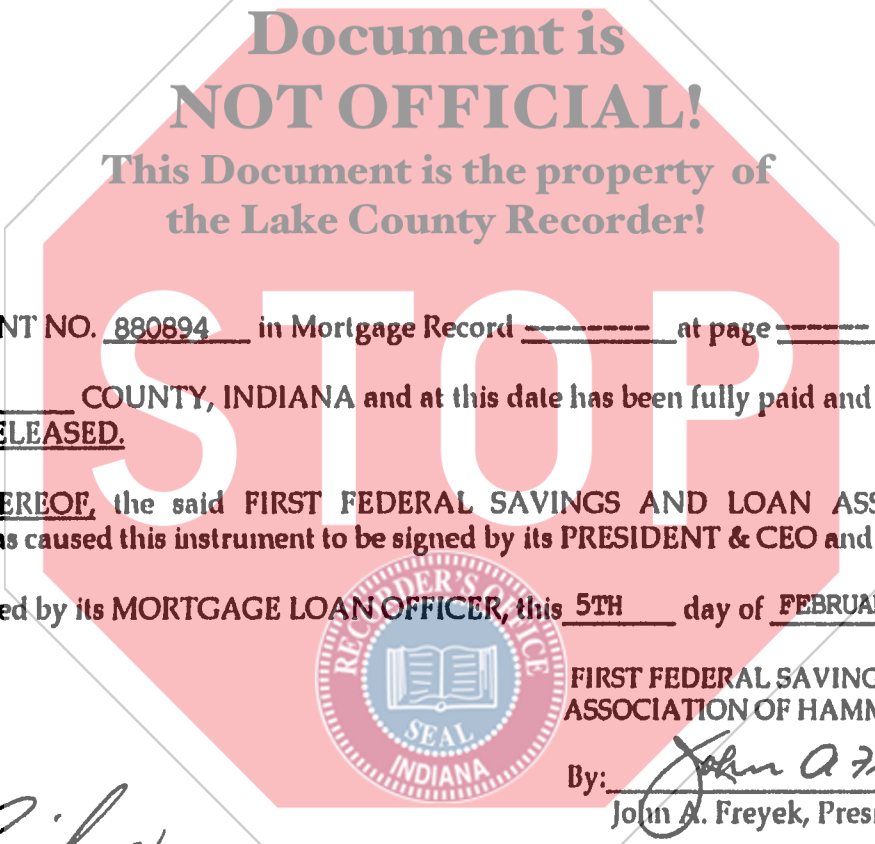 Document is
NOT OFFICIAL!
This Document is the property of
the Lake County Recorder!
STOP
NT NO. 880894 in Mortgage Record --------- at page ------
COUNTY, INDIANA and at this date has been fully paid and
ELEASED.
EREOF, the said FIRST FEDERAL SAVINGS AND LOAN ASS
as caused this instrument to be signed by its PRESIDENT & CEO and
ed by its MORTGAGE LOAN OFFICER, this 5TH day of FEBRUA
RECORDER'S OFFICE
SEAL
INDIANA
FIRST FEDERAL SAVING
ASSOCIATION OF HAMM
By: John A
John A. Freyek, Pres